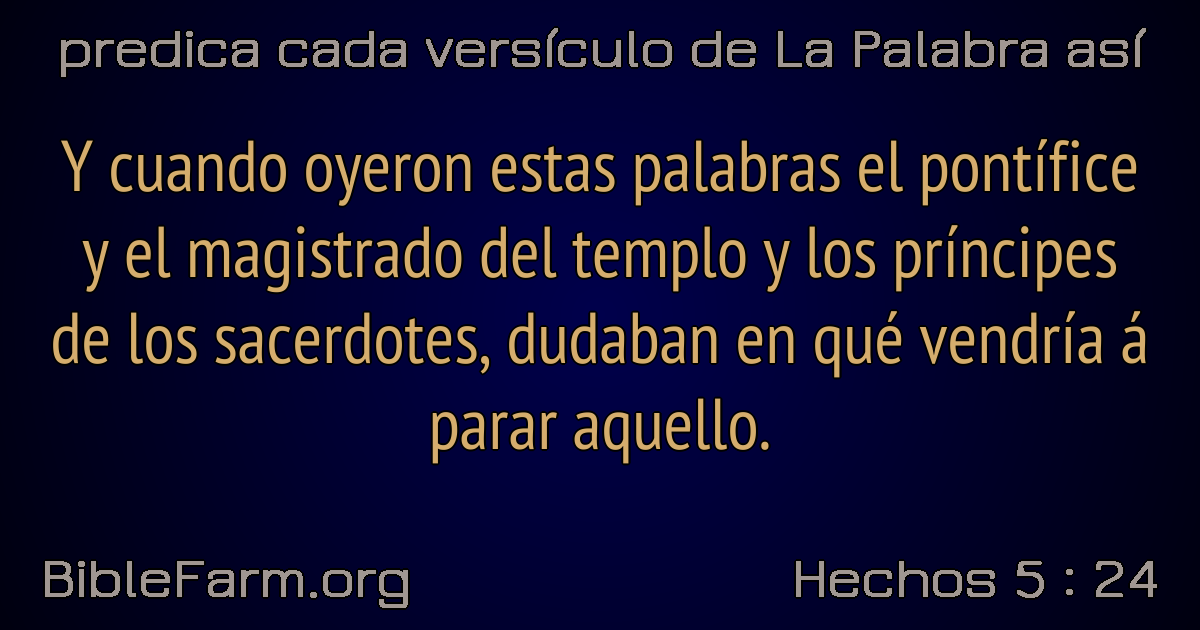 predica cada versículo de La Palabra así
Y cuando oyeron estas palabras el pontífice
y el magistrado del templo y los príncipes
de los sacerdotes, dudaban en qué vendría á
parar aquello.
BibleFarm.org
Hechos 5 : 24